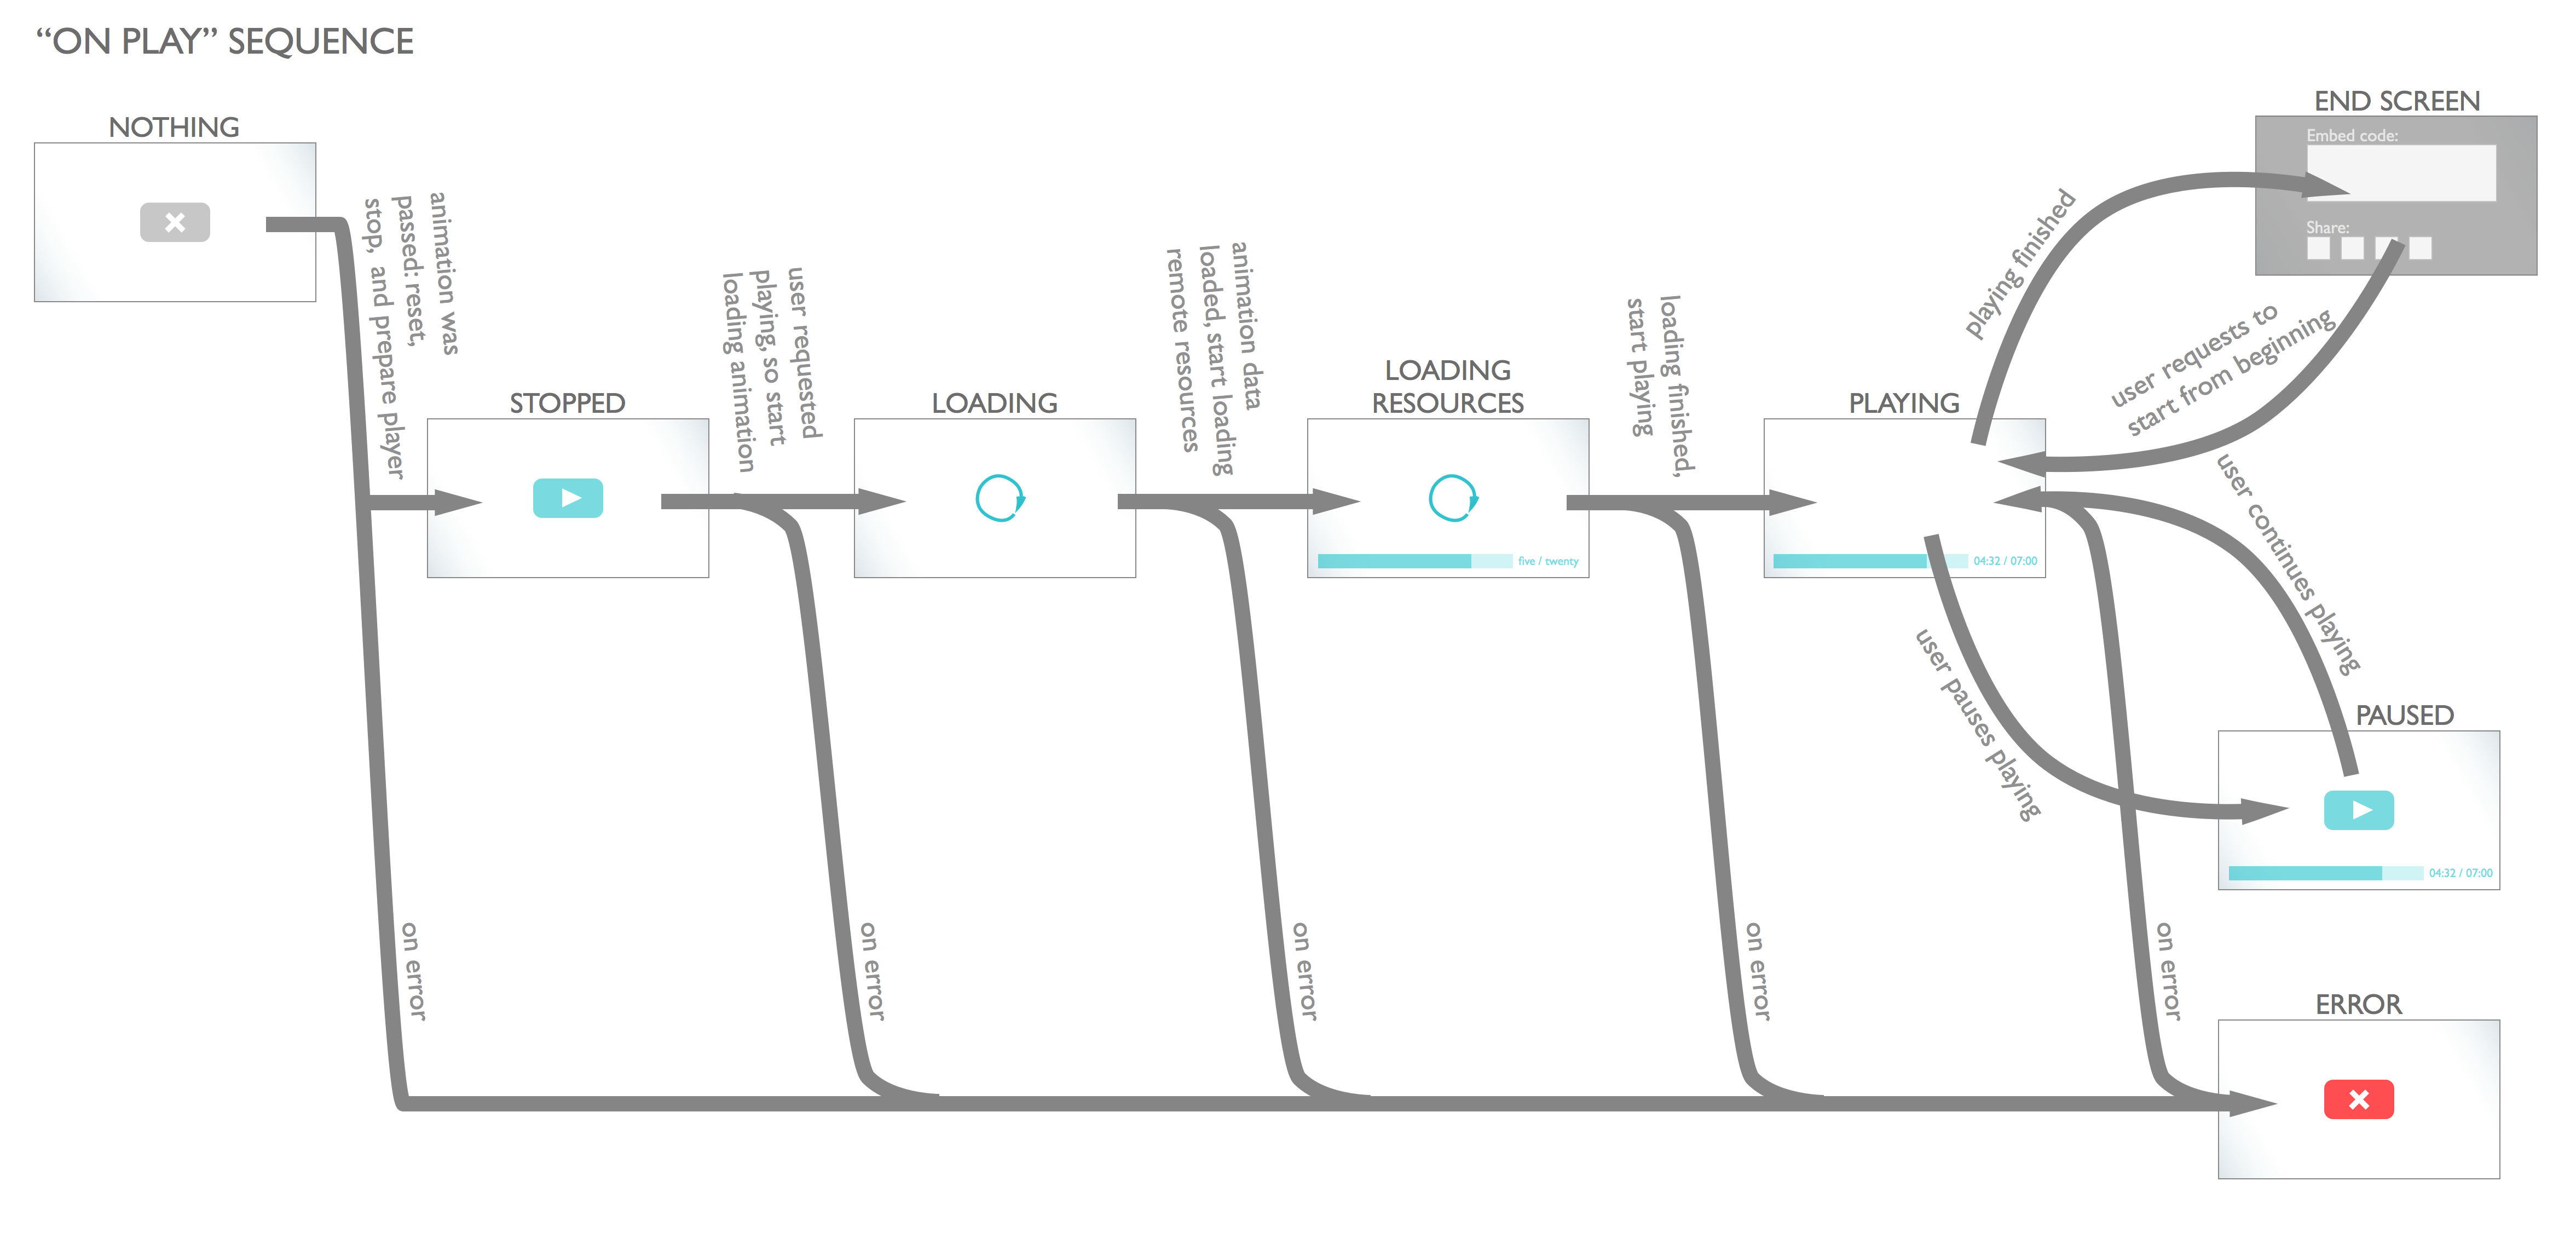 “ON PLAY” SEQUENCE
NOTHING
animation was
passed: reset,
stop, and prepare player
STOPPED
user requested
playing, so start
loading animation
LOADING
animation data
loaded, start loading
remote resources
LOADING
RESOURCES
five / twenty
loading finished,
start playing
PLAYING
04:32 / 07:00
playing finished
END SCREEN
Embed code:
Share:
user requests to
start from beginning
user continues playing
user pauses playing
PAUSED
04:32 / 07:00
on error
on error
on error
on error
on error
ERROR